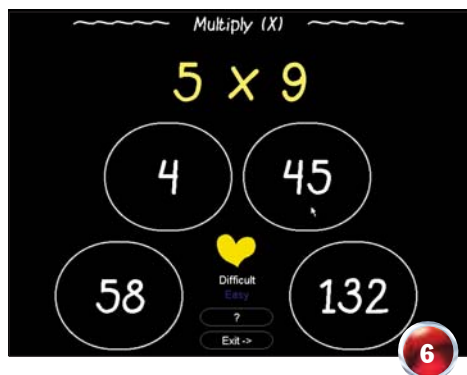 Multiply (X)
5 x 9
4 45
Difficult
Easy
58 132
?
Exit ->
6